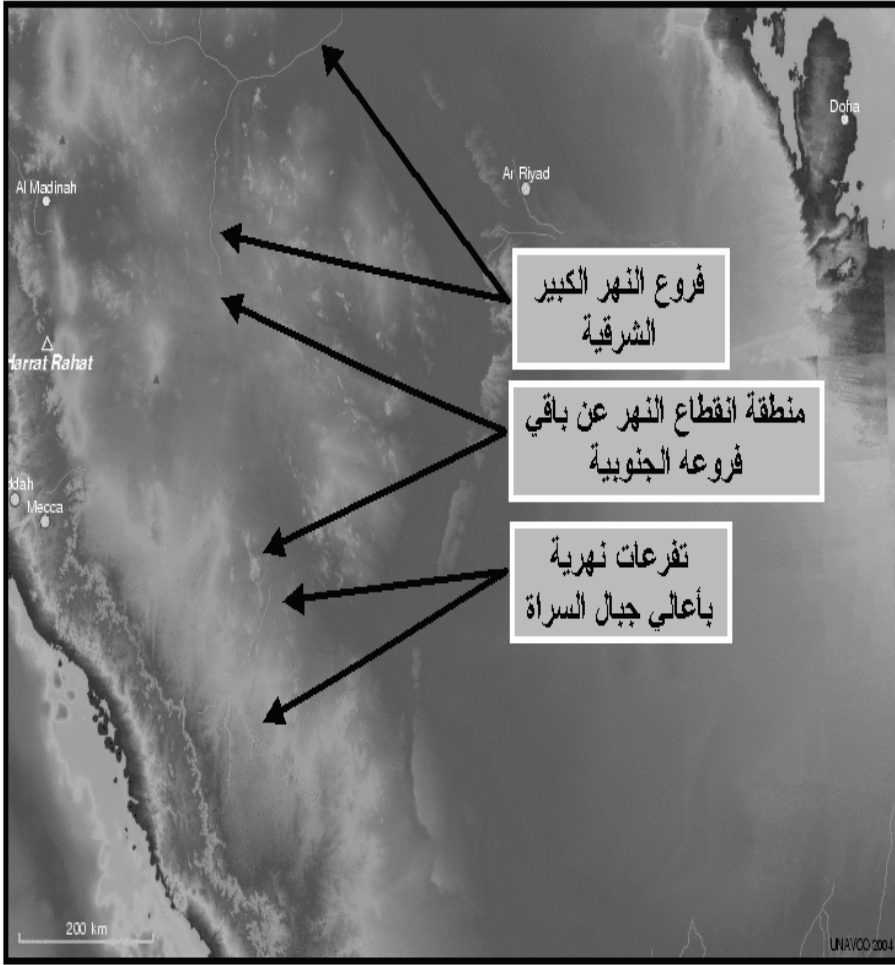 Doha
Ar Riyad
Al Madinah
فروع النهر الكبير
الشرقية
Harrat Rahat
منطقة انقطاع النهر عن باقي
فروعه الجنوبية
ddah
Mecca
تفرعات نهرية
بأعالي جبال السراة
200 km
UNAVCO 2004